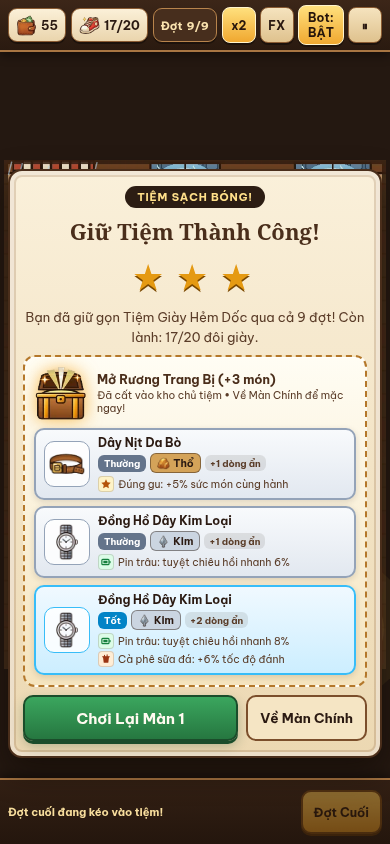 55
17/20
Đợt 9/9
x2
FX
Bot:
BẬT
TIỆM SẠCH BÓNG!
Giữ Tiệm Thành Công!
Bạn đã giữ gọn Tiệm Giày Hẻm Dốc qua cả 9 đợt! Còn
lành: 17/20 đôi giày.
Mở Rương Trang Bị (+3 món)
Đã cất vào kho chủ tiệm • Về Màn Chính để mặc
ngay!
Dây Nịt Da Bò
Thường
Thổ
+1 dòng ẩn
Đúng gu: +5% sức món cùng hành
Đồng Hồ Dây Kim Loại
Thường
Kim
+1 dòng ẩn
Pin trâu: tuyệt chiêu hồi nhanh 6%
Đồng Hồ Dây Kim Loại
Tốt
Kim
+2 dòng ẩn
Pin trâu: tuyệt chiêu hồi nhanh 8%
Cà phê sữa đá: +6% tốc độ đánh
Chơi Lại Màn 1
Về Màn Chính
Đợt cuối đang kéo vào tiệm!
Đợt Cuối